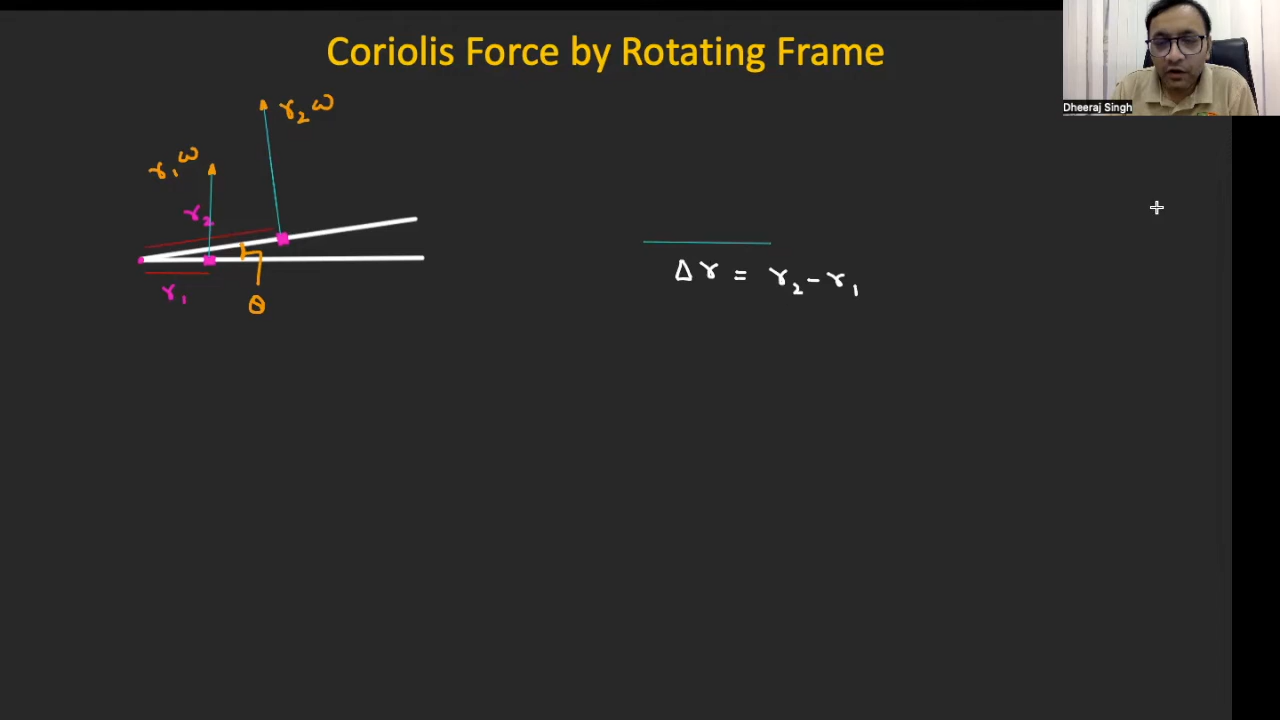 Coriolis Force by Rotating Frame
Dheeraj Singh
r₂ω
r₁ω
r₂
r₁
θ
Δr = r₂ - r₁